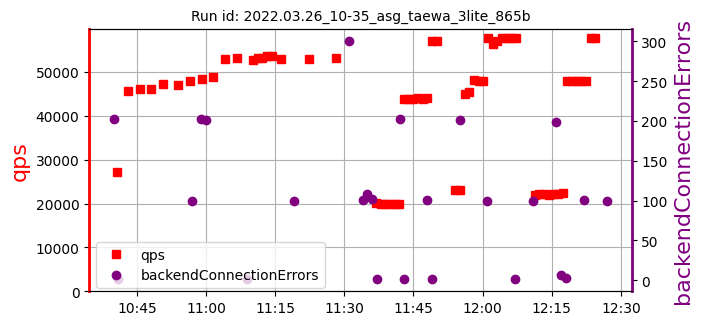 Run id: 2022.03.26_10-35_asg_taewa_3lite_865b
qps
50000
40000
30000
20000
10000
0
300
250
200
150
100
50
0
backendConnectionErrors
qps
backendConnectionErrors
10:45 11:00 11:15 11:30 11:45 12:00 12:15 12:30